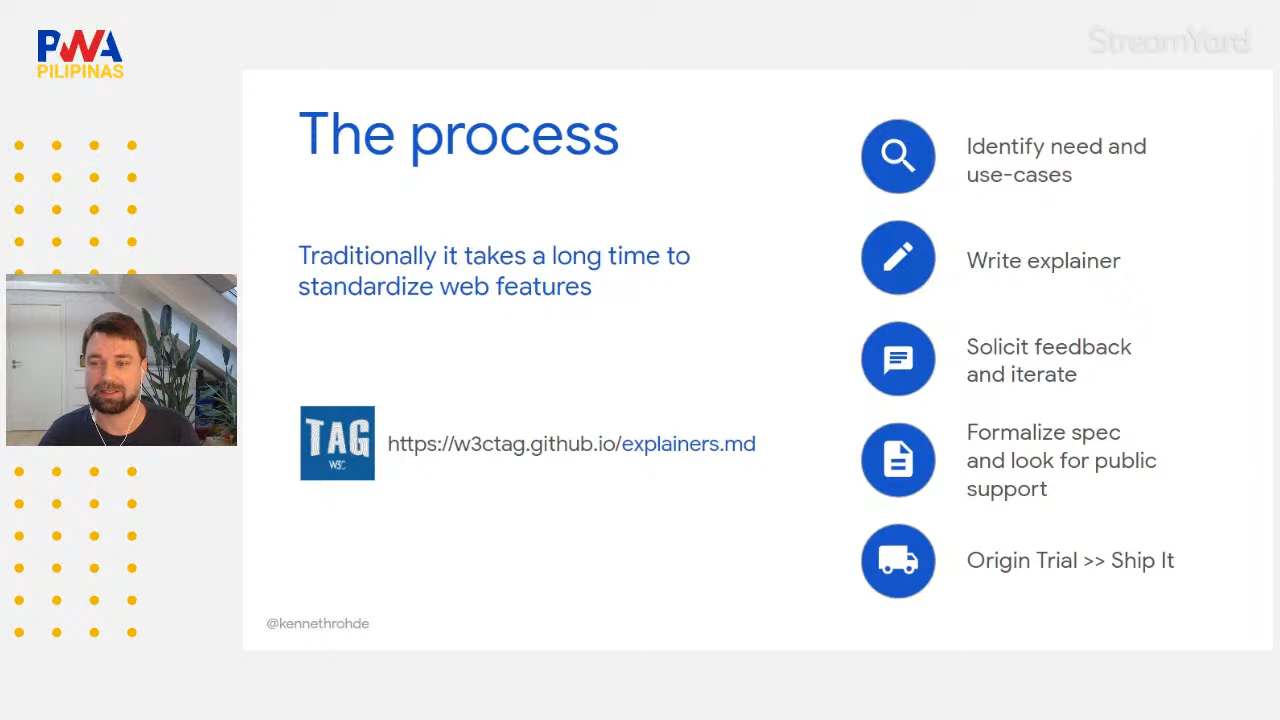 PWA
PILIPINAS
StreamYard
The process
Traditionally it takes a long time to
standardize web features
TAG
W3C
https://w3ctag.github.io/explainers.md
@kennethrohde
Identify need and
use-cases
Write explainer
Solicit feedback
and iterate
Formalize spec
and look for public
support
Origin Trial >> Ship It